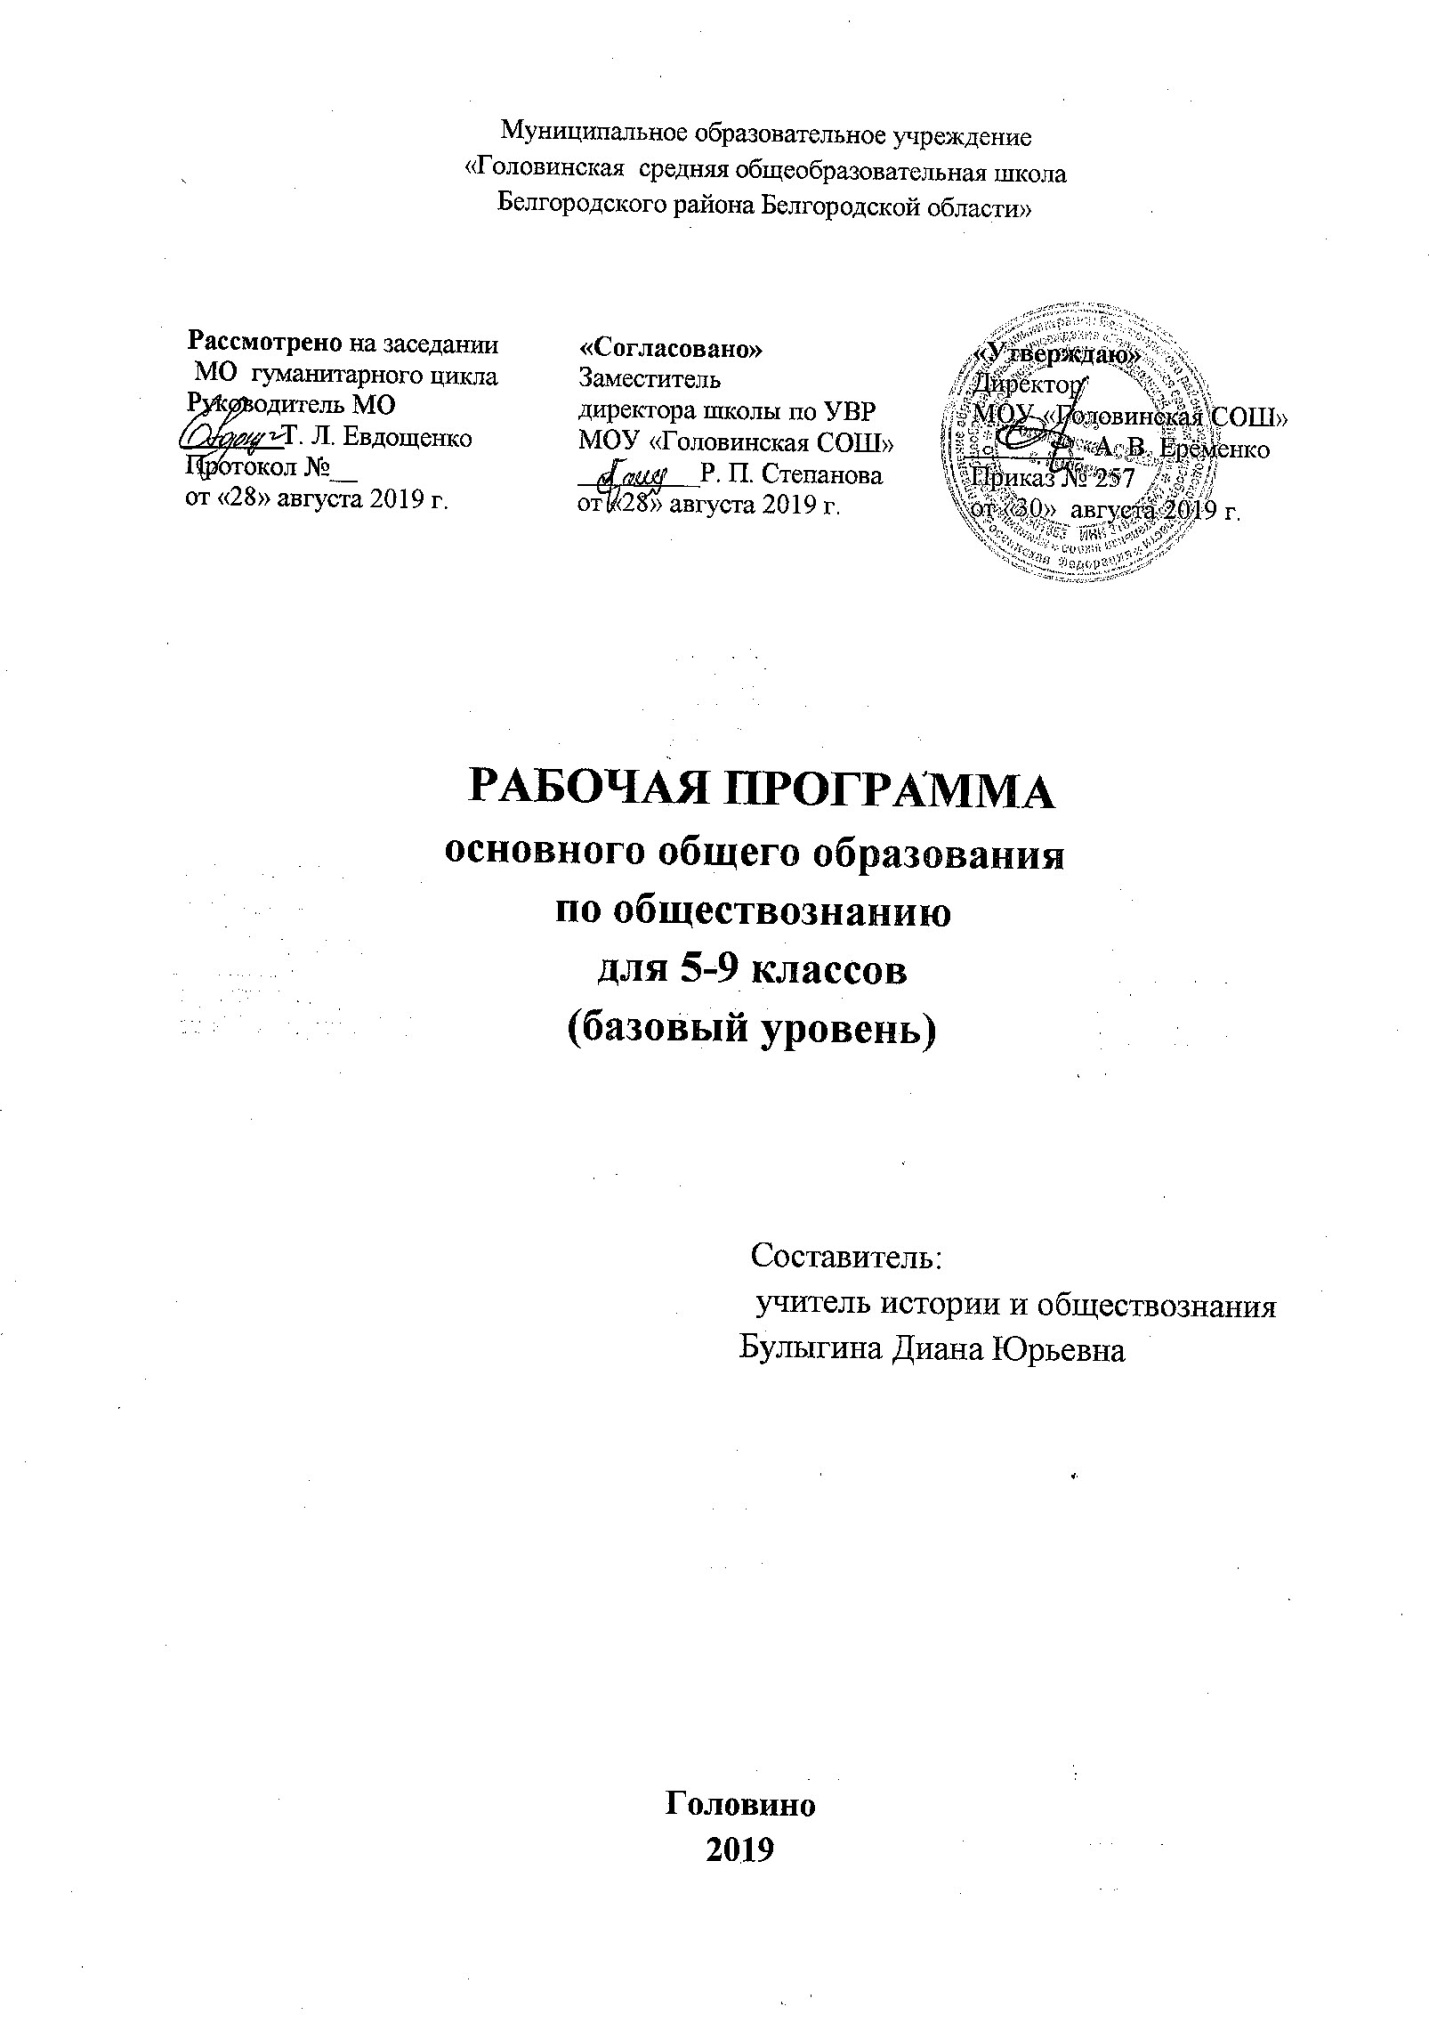 Муниципальное образовательное учреждение
«Головинская средняя общеобразовательная школа
Белгородского района Белгородской области»
Рассмотрено на заседании
МО гуманитарного цикла
Руководитель МО
Т. Л. Евдощенко
Протокол №__
от «28» августа 2019 г.
«Согласовано»
Заместитель
директора школы по УВР
МОУ «Головинская СОШ»
Р. П. Степанова
от «28» августа 2019 г.
«Утверждаю»
Директор
МОУ «Головинская СОШ»
А. В. Еременко
Приказ № 257
от «30» августа 2019 г.
Российская Федерация
РАБОЧАЯ ПРОГРАММА
основного общего образования
по обществознанию
для 5-9 классов
(базовый уровень)
Составитель:
учитель истории и обществознания
Булыгина Диана Юрьевна
Головино
2019